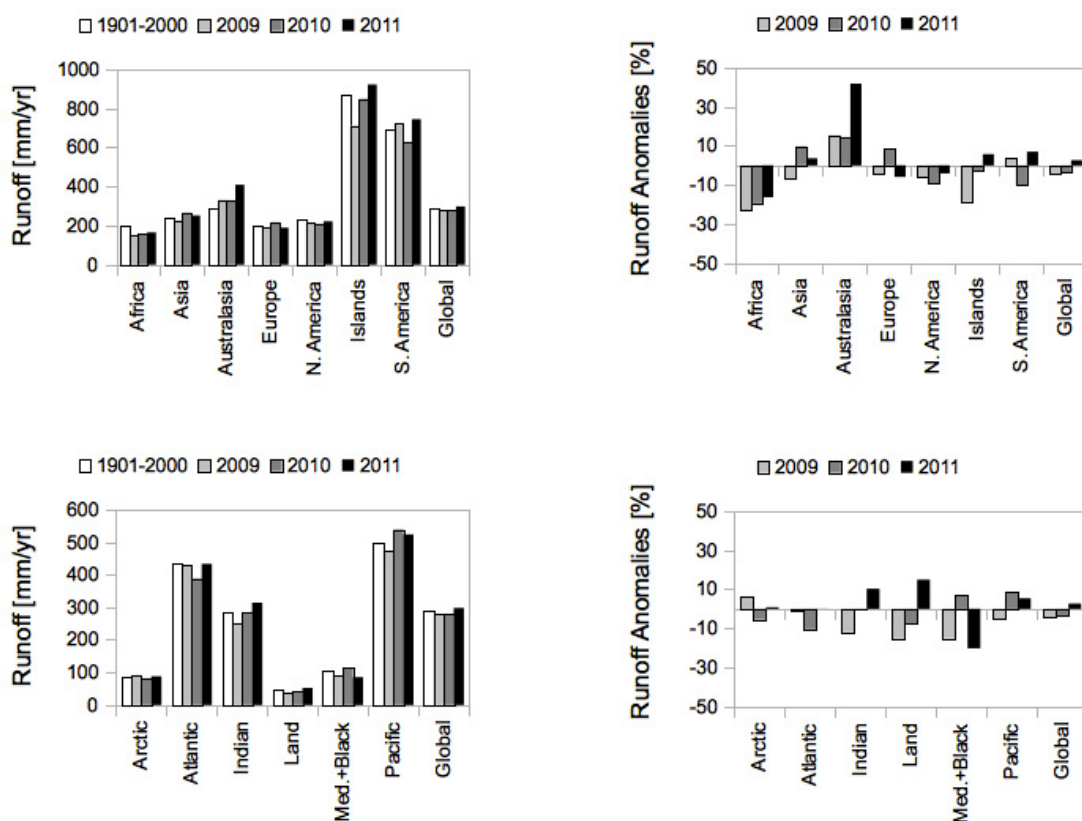 1901-2000 2009 2010 2011
Runoff [mm/yr]
1000
800
600
400
200
0
Africa
Asia
Australasia
Europe
N. America
Islands
S. America
Global
2009 2010 2011
Runoff Anomalies [%]
50
30
10
-10
-30
-50
Africa
Asia
Australasia
Europe
N. America
Islands
S. America
Global
1901-2000 2009 2010 2011
Runoff [mm/yr]
600
500
400
300
200
100
0
Arctic
Atlantic
Indian
Land
Med.+Black
Pacific
Global
2009 2010 2011
Runoff Anomalies [%]
50
30
10
-10
-30
-50
Arctic
Atlantic
Indian
Land
Med.+Black
Pacific
Global